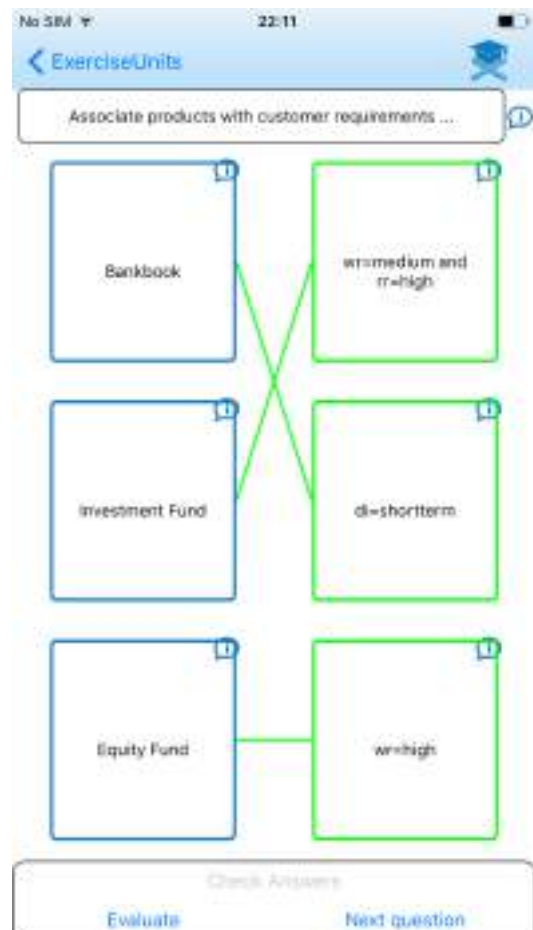 No SIM
22:11
ExerciseUnits
Associate products with customer requirements ...
Bankbook
wr=medium and
rr=high
Investment Fund
di=shortterm
Equity Fund
wr=high
Check Answers
Evaluate
Next question